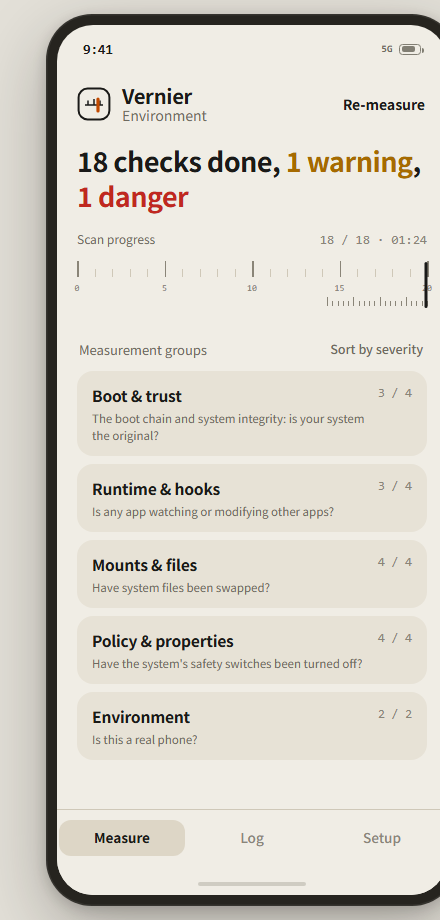 9:41
5G
Vernier
Environment
Re-measure
18 checks done, 1 warning,
1 danger
Scan progress
18 / 18 · 01:24
0 5 10 15 20
Measurement groups
Sort by severity
Boot & trust
3 / 4
The boot chain and system integrity: is your system
the original?
Runtime & hooks
3 / 4
Is any app watching or modifying other apps?
Mounts & files
4 / 4
Have system files been swapped?
Policy & properties
4 / 4
Have the system's safety switches been turned off?
Environment
2 / 2
Is this a real phone?
Measure
Log
Setup